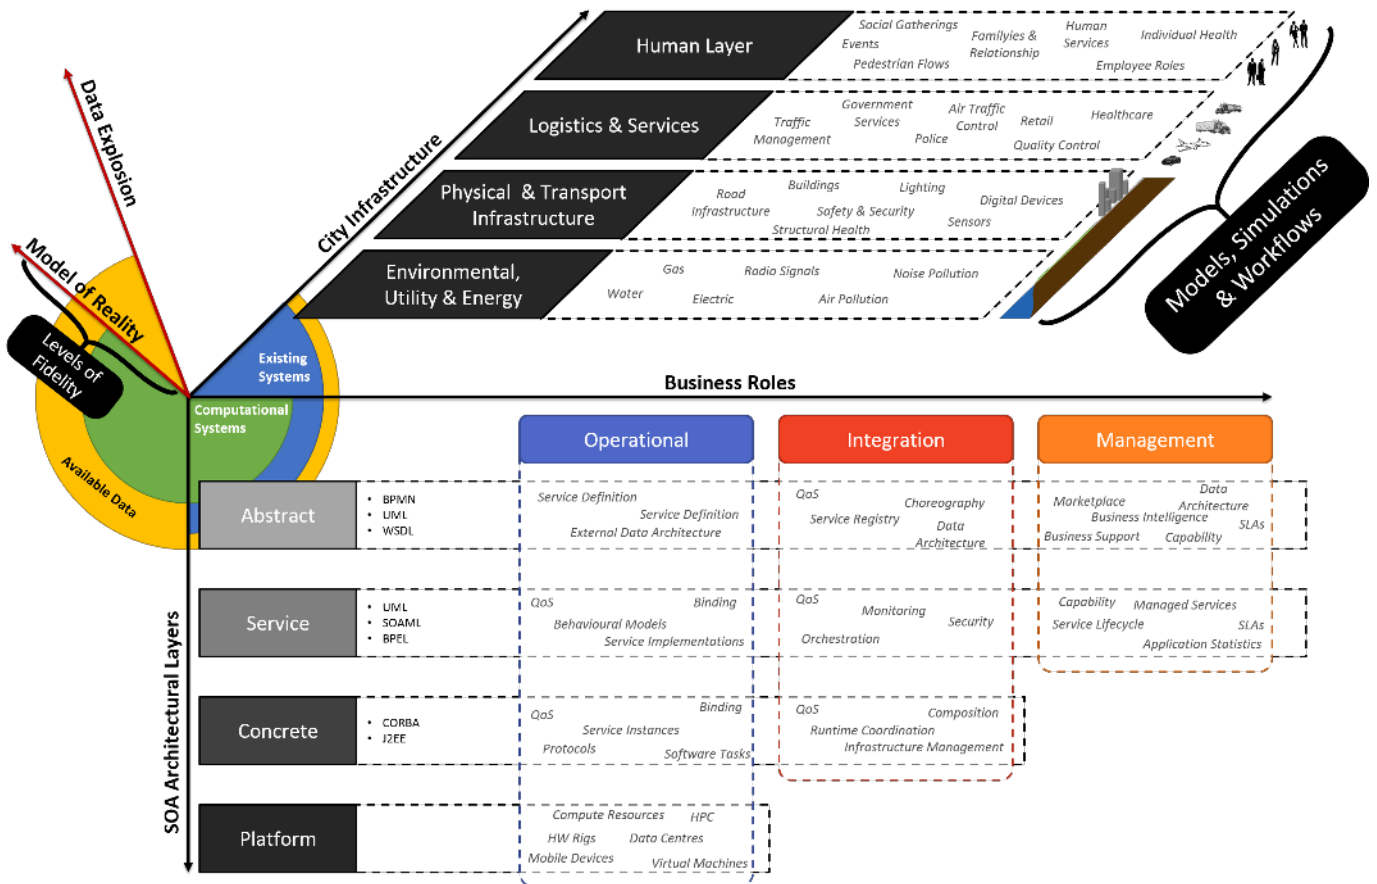 Human Layer
Social Gatherings
Events
Pedestrian Flows
Familyies &
Relationship
Human
Services
Individual Health
Employee Roles
Logistics & Services
Traffic
Management
Government
Services
Police
Air Traffic
Control
Retail
Quality Control
Healthcare
Physical & Transport
Infrastructure
Road
Infrastructure
Buildings
Safety & Security
Structural Health
Lighting
Sensors
Digital Devices
Environmental,
Utility & Energy
Water
Gas
Electric
Radio Signals
Air Pollution
Noise Pollution
City Infrastructure
Models, Simulations
& Workflows
Data Explosion
Model of Reality
Levels of
Fidelity
Existing
Systems
Computational
Systems
Available Data
Business Roles
Operational
Integration
Management
SOA Architectural Layers
Abstract
• BPMN
• UML
• WSDL
Service Definition
Service Definition
External Data Architecture
QoS
Choreography
Service Registry
Data
Architecture
Marketplace
Data
Architecture
Business Intelligence
SLAs
Business Support
Capability
Service
• UML
• SOAML
• BPEL
QoS
Binding
Behavioural Models
Service Implementations
QoS
Monitoring
Security
Orchestration
Capability
Managed Services
Service Lifecycle
SLAs
Application Statistics
Concrete
• CORBA
• J2EE
QoS
Binding
Service Instances
Protocols
Software Tasks
QoS
Composition
Runtime Coordination
Infrastructure Management
Platform
Compute Resources
HPC
HW Rigs
Data Centres
Mobile Devices
Virtual Machines